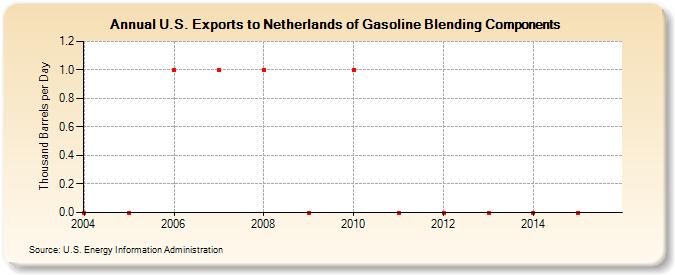 Annual U.S. Exports to Netherlands of Gasoline Blending Components
Thousand Barrels per Day
1.2
1.0
0.8
0.6
0.4
0.2
0.0
2004 2006 2008 2010 2012 2014
Source: U.S. Energy Information Administration